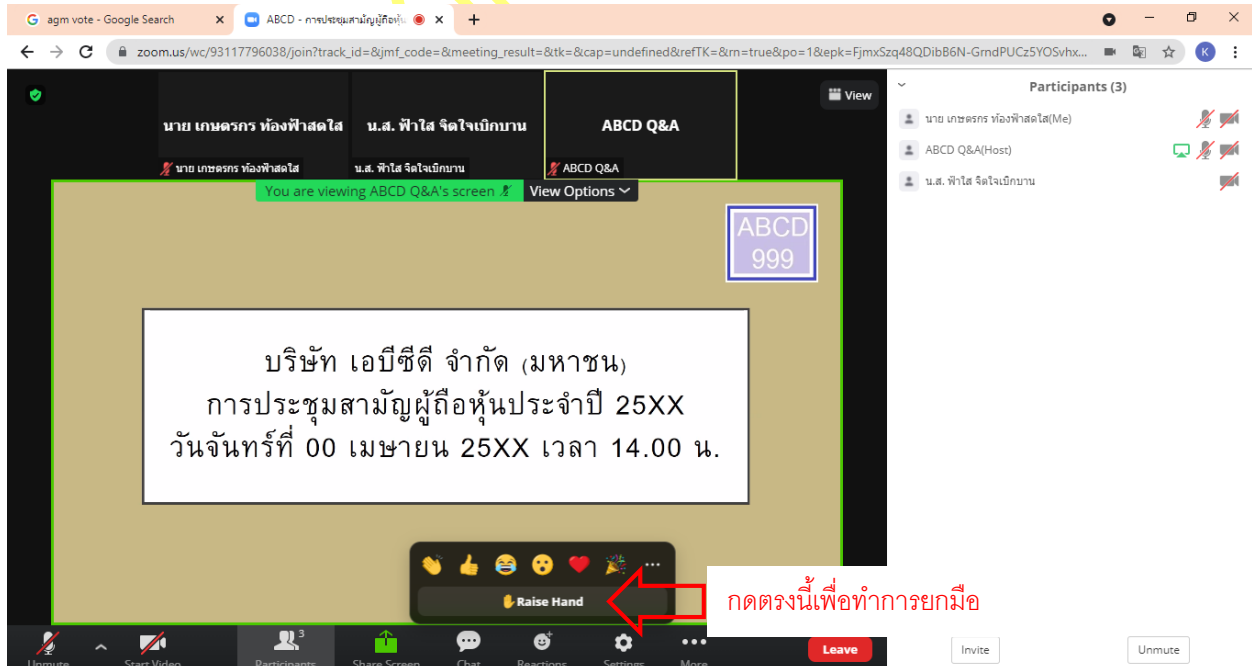 agm vote - Google Search
ABCD - การประชุมสามัญผู้ถือหุ้น
zoom.us/wc/93117796038/join?track_id=&jmf_code=&meeting_result=&tk=&cap=undefined&refTK=&rn=true&po=1&epk=FjmxSzq48QDibB6N-GrndPUCz5YOSvhx...
K
View
Participants (3)
นาย เกษตรกร ท้องฟ้าสดใส
น.ส. ฟ้าใส จิตใจเบิกบาน
ABCD Q&A
นาย เกษตรกร ท้องฟ้าสดใส
น.ส. ฟ้าใส จิตใจเบิกบาน
ABCD Q&A
นาย เกษตรกร ท้องฟ้าสดใส(Me)
ABCD Q&A(Host)
น.ส. ฟ้าใส จิตใจเบิกบาน
You are viewing ABCD Q&A's screen
View Options
ABCD
999
บริษัท เอบีซีดี จำกัด (มหาชน)
การประชุมสามัญผู้ถือหุ้นประจำปี 25XX
วันจันทร์ที่ 00 เมษายน 25XX เวลา 14.00 น.
Raise Hand
กดตรงนี้เพื่อทำการยกมือ
3
Unmute
Start Video
Participants
Share Screen
Chat
Reactions
Settings
More
Leave
Invite
Unmute